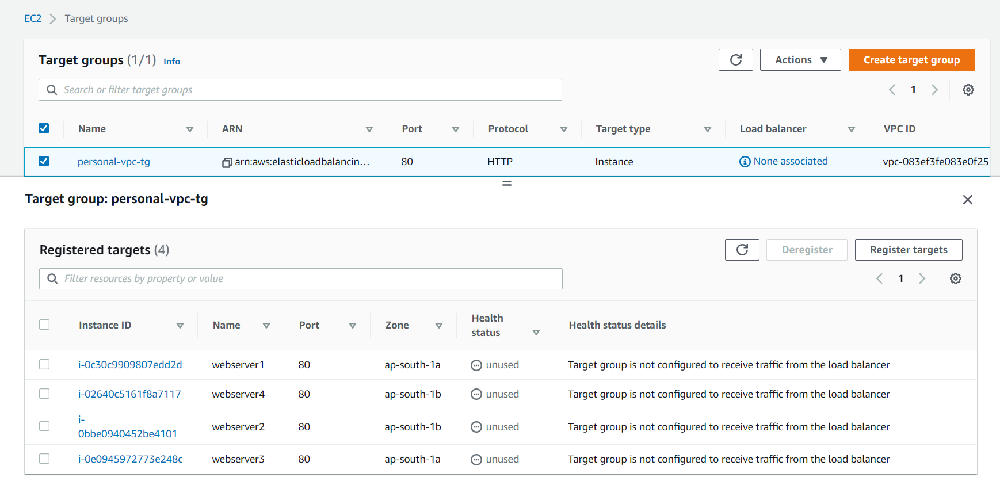 EC2 > Target groups
Target groups (1/1) Info
Actions Create target group
Search or filter target groups
1
Name ARN Port Protocol Target type Load balancer VPC ID
personal-vpc-tg arn:aws:elasticloadbalancin... 80 HTTP Instance None associated vpc-083ef3fe083e0f25
Target group: personal-vpc-tg
Registered targets (4)
Deregister Register targets
Filter resources by property or value
1
Instance ID Name Port Zone Health status Health status details
i-0c30c9909807edd2d webserver1 80 ap-south-1a unused Target group is not configured to receive traffic from the load balancer
i-02640c5161f8a7117 webserver4 80 ap-south-1b unused Target group is not configured to receive traffic from the load balancer
i-
0bbe0940452be4101 webserver2 80 ap-south-1b unused Target group is not configured to receive traffic from the load balancer
i-0e0945972773e248c webserver3 80 ap-south-1a unused Target group is not configured to receive traffic from the load balancer